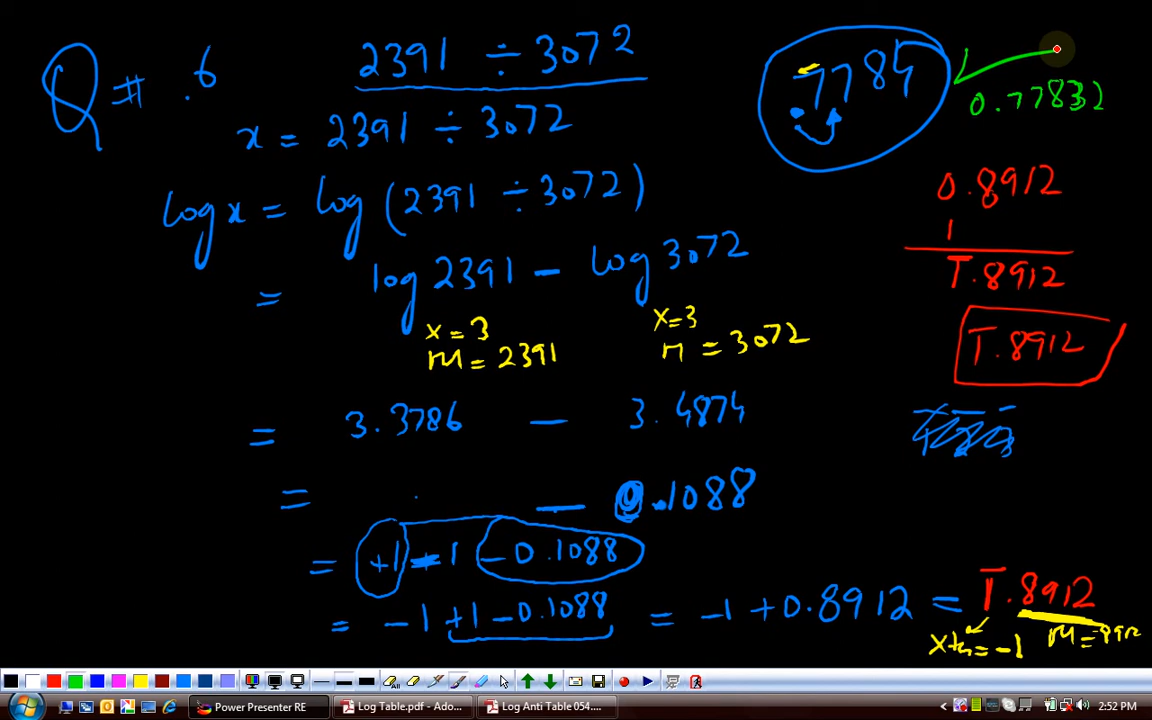 Q # .6 2391 ÷ 3072
x = 2391 ÷ 3072
log x = log (2391 ÷ 3072)
= log 2391 - log 3072
x = 3 x = 3
M = 2391 M = 3072
= 3.3786 - 3.4874
= - 0.1088
= +1 - 1 - 0.1088
= -1 +1 - 0.1088 = -1 + 0.8912 = 1̅.8912
7784
0.77832
0.8912
1
1̅.8912
1̅.8912
Power Presenter RE
Log Table.pdf - Ado...
Log Anti Table 054....
2:52 PM